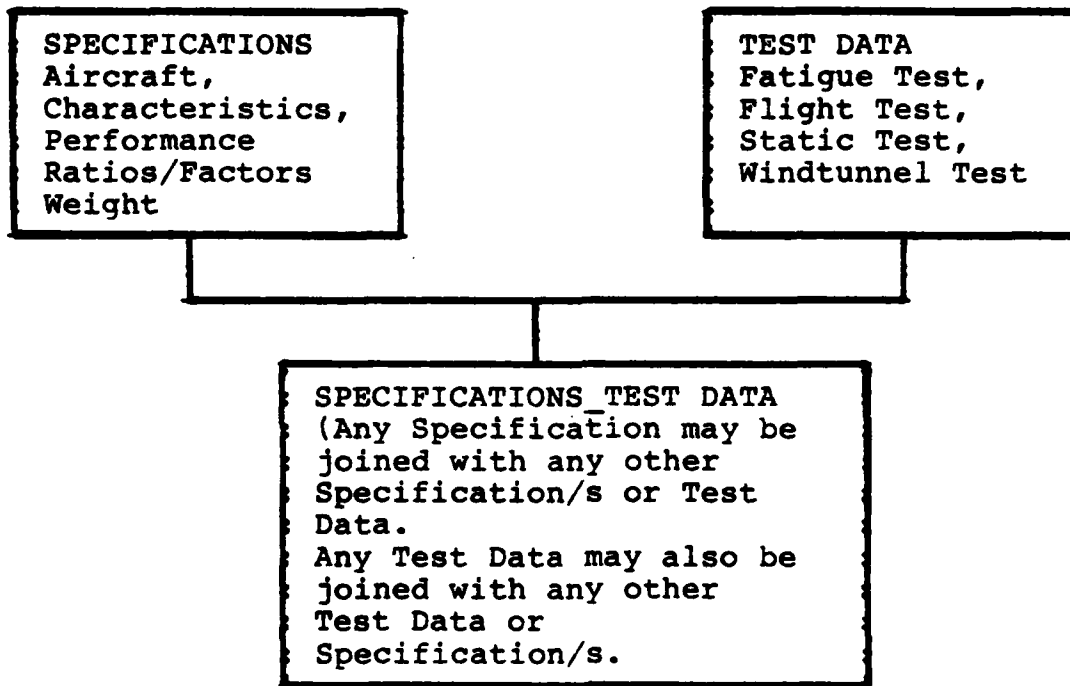 SPECIFICATIONS
Aircraft,
Characteristics,
Performance
Ratios/Factors
Weight
TEST DATA
Fatigue Test,
Flight Test,
Static Test,
Windtunnel Test
SPECIFICATIONS_TEST DATA
(Any Specification may be
joined with any other
Specification/s or Test
Data.
Any Test Data may also be
joined with any other
Test Data or
Specification/s.